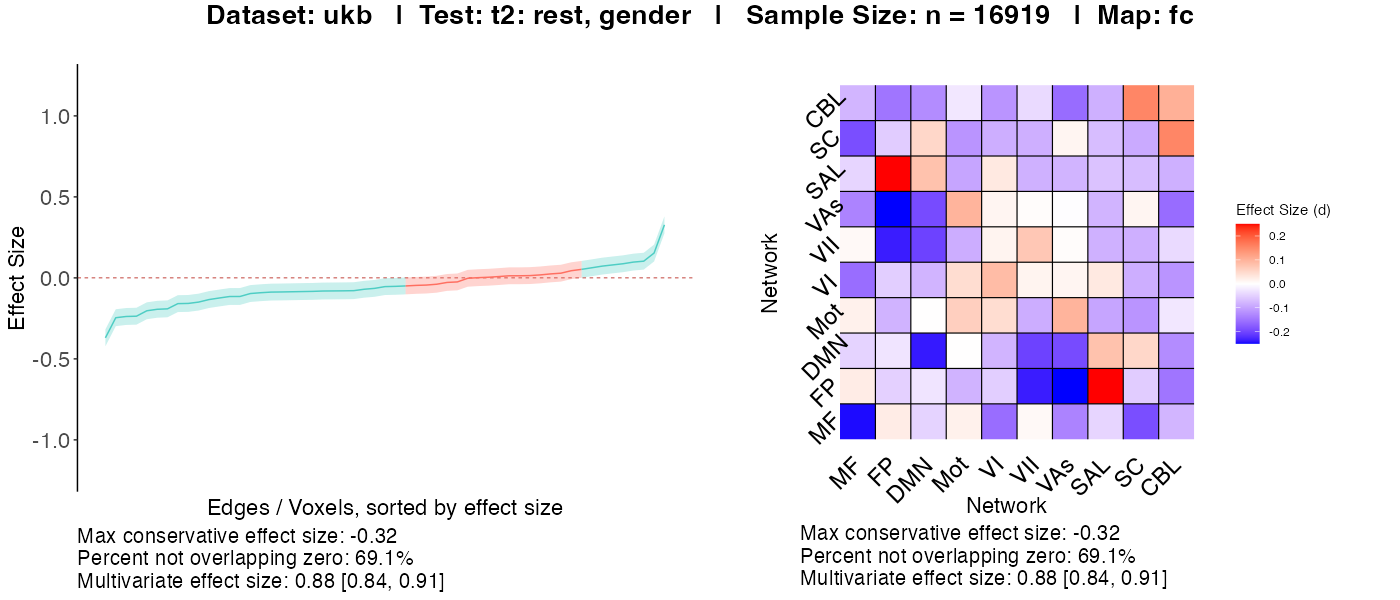 Dataset: ukb | Test: t2: rest, gender | Sample Size: n = 16919 | Map: fc
1.0
0.5
0.0
-0.5
-1.0
Effect Size
Edges / Voxels, sorted by effect size
Max conservative effect size: -0.32
Percent not overlapping zero: 69.1%
Multivariate effect size: 0.88 [0.84, 0.91]
CBL
SC
SAL
VAs
VII
VI
Mot
DMN
FP
MF
Network
MF
FP
DMN
Mot
VI
VII
VAs
SAL
SC
CBL
Network
Effect Size (d)
0.2
0.1
0.0
-0.1
-0.2
Max conservative effect size: -0.32
Percent not overlapping zero: 69.1%
Multivariate effect size: 0.88 [0.84, 0.91]